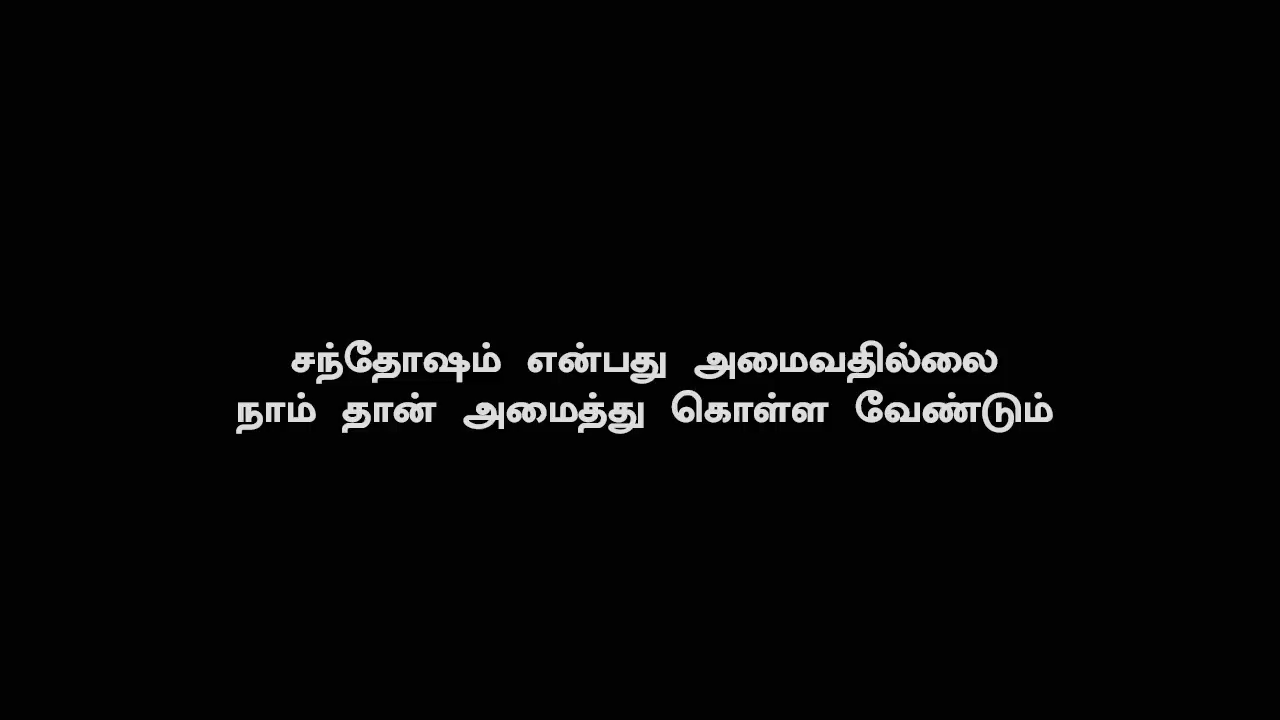 சந்தோஷம் என்பது அமைவதில்லை
நாம் தான் அமைத்து கொள்ள வேண்டும்